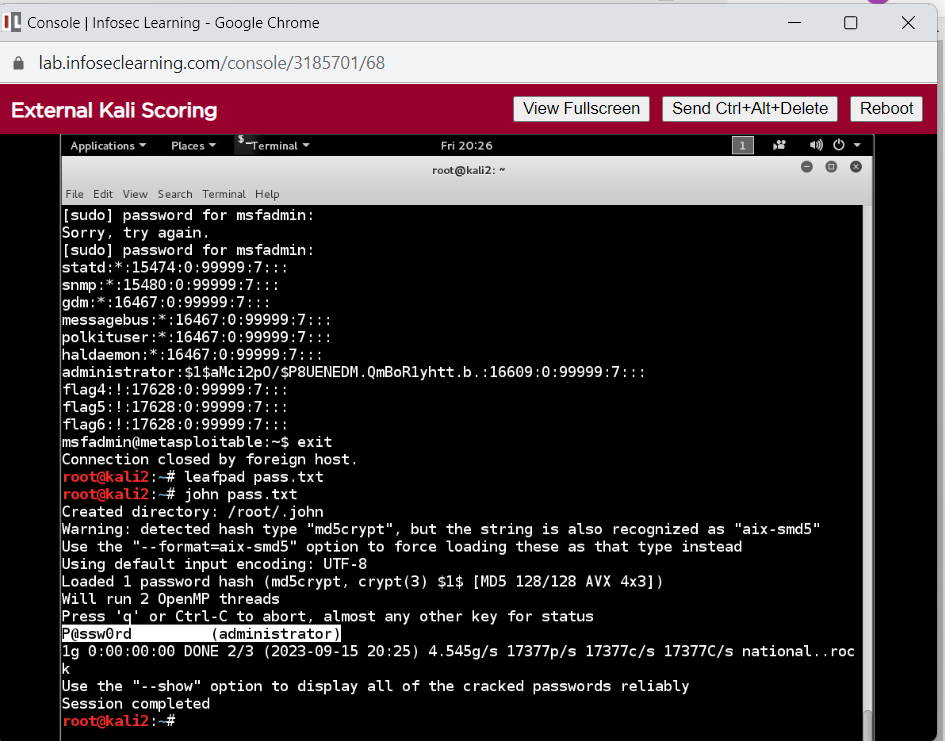 Console | Infosec Learning - Google Chrome
lab.infoseclearning.com/console/3185701/68
External Kali Scoring View Fullscreen Send Ctrl+Alt+Delete Reboot
Applications Places Terminal Fri 20:26 1
root@kali2: ~
File Edit View Search Terminal Help
[sudo] password for msfadmin:
Sorry, try again.
[sudo] password for msfadmin:
statd:*:15474:0:99999:7:::
snmp:*:15480:0:99999:7:::
gdm:*:16467:0:99999:7:::
messagebus:*:16467:0:99999:7:::
polkituser:*:16467:0:99999:7:::
haldaemon:*:16467:0:99999:7:::
administrator:$1$aMci2pO/$P8UENEDM.QmBoR1yhtt.b.:16609:0:99999:7:::
flag4:!:17628:0:99999:7:::
flag5:!:17628:0:99999:7:::
flag6:!:17628:0:99999:7:::
msfadmin@metasploitable:~$ exit
Connection closed by foreign host.
root@kali2:~# leafpad pass.txt
root@kali2:~# john pass.txt
Created directory: /root/.john
Warning: detected hash type "md5crypt", but the string is also recognized as "aix-smd5"
Use the "--format=aix-smd5" option to force loading these as that type instead
Using default input encoding: UTF-8
Loaded 1 password hash (md5crypt, crypt(3) $1$ [MD5 128/128 AVX 4x3])
Will run 2 OpenMP threads
Press 'q' or Ctrl-C to abort, almost any other key for status
P@ssw0rd         (administrator)
1g 0:00:00:00 DONE 2/3 (2023-09-15 20:25) 4.545g/s 17377p/s 17377c/s 17377C/s national..roc
k
Use the "--show" option to display all of the cracked passwords reliably
Session completed
root@kali2:~#